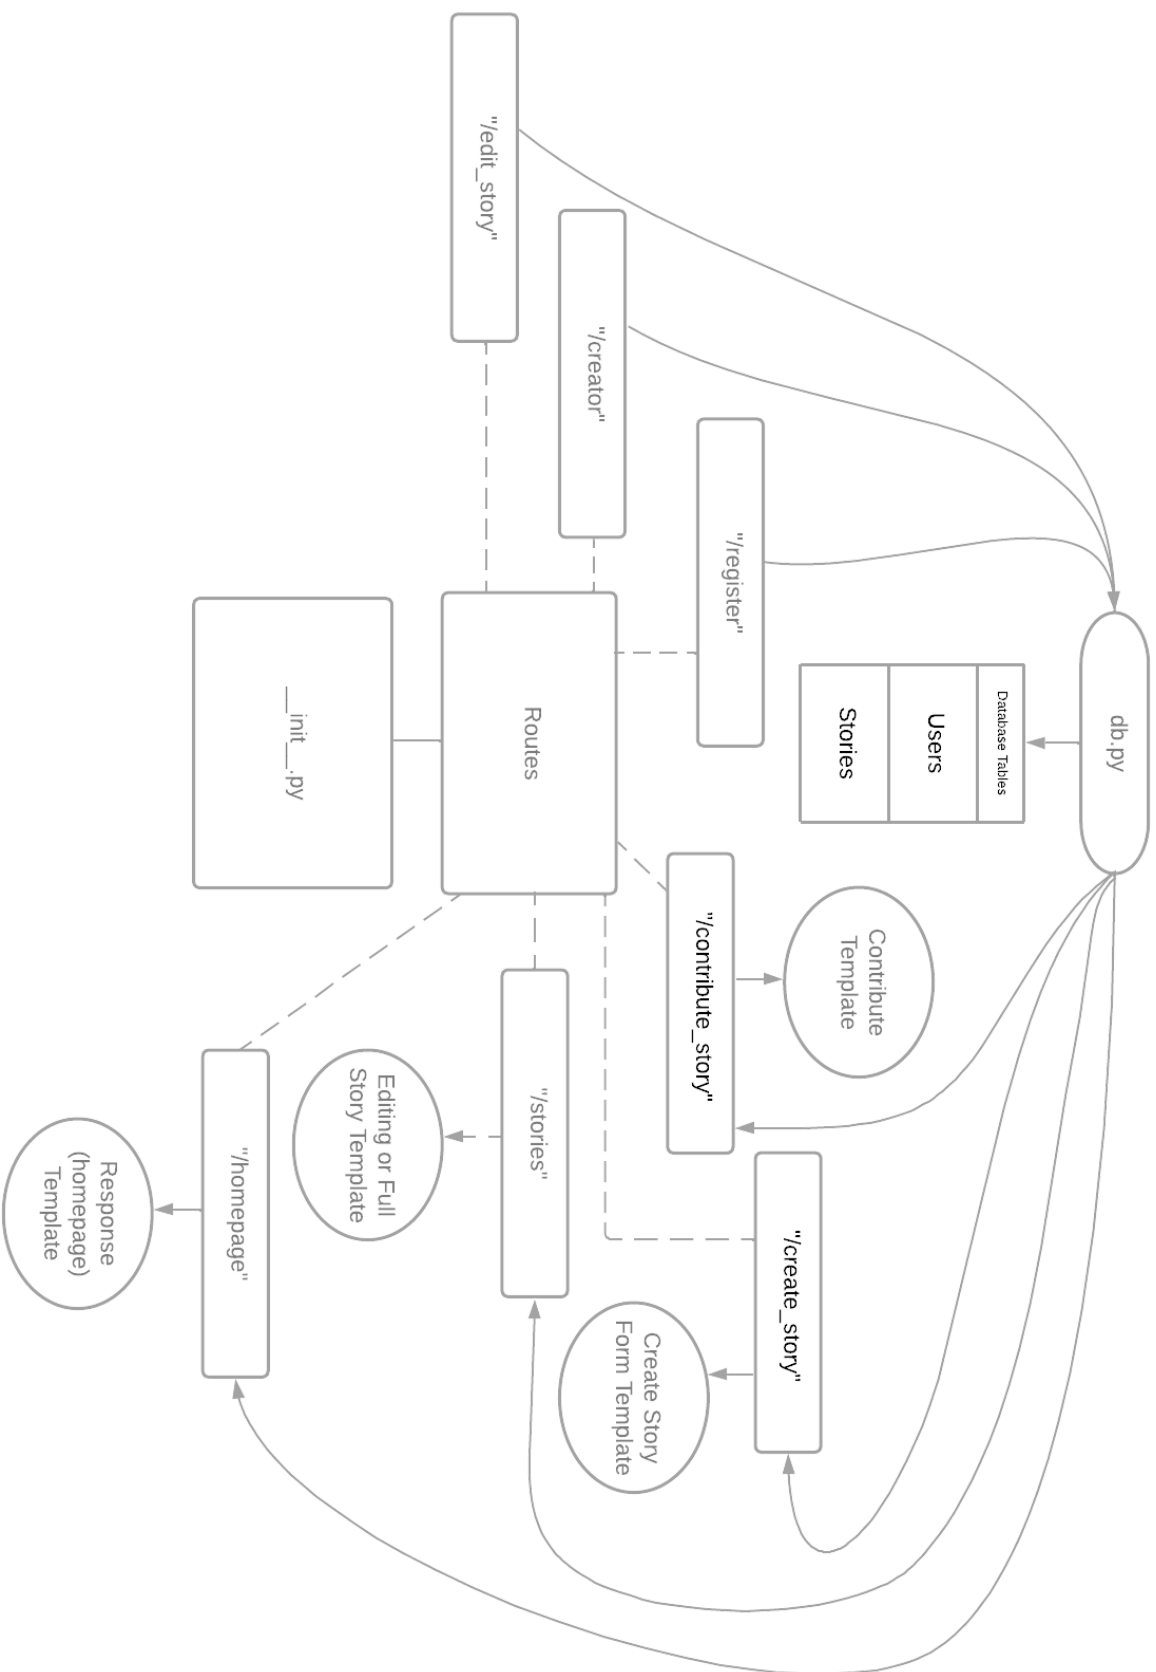 db.py
Database Tables
Users
Stories
Contribute
Template
"/register"
"/create_story"
"/contribute_story"
Create Story
Form Template
"/creator"
"/stories"
Routes
"/edit_story"
Editing or Full
Story Template
__init__.py
"/homepage"
Response
(homepage)
Template